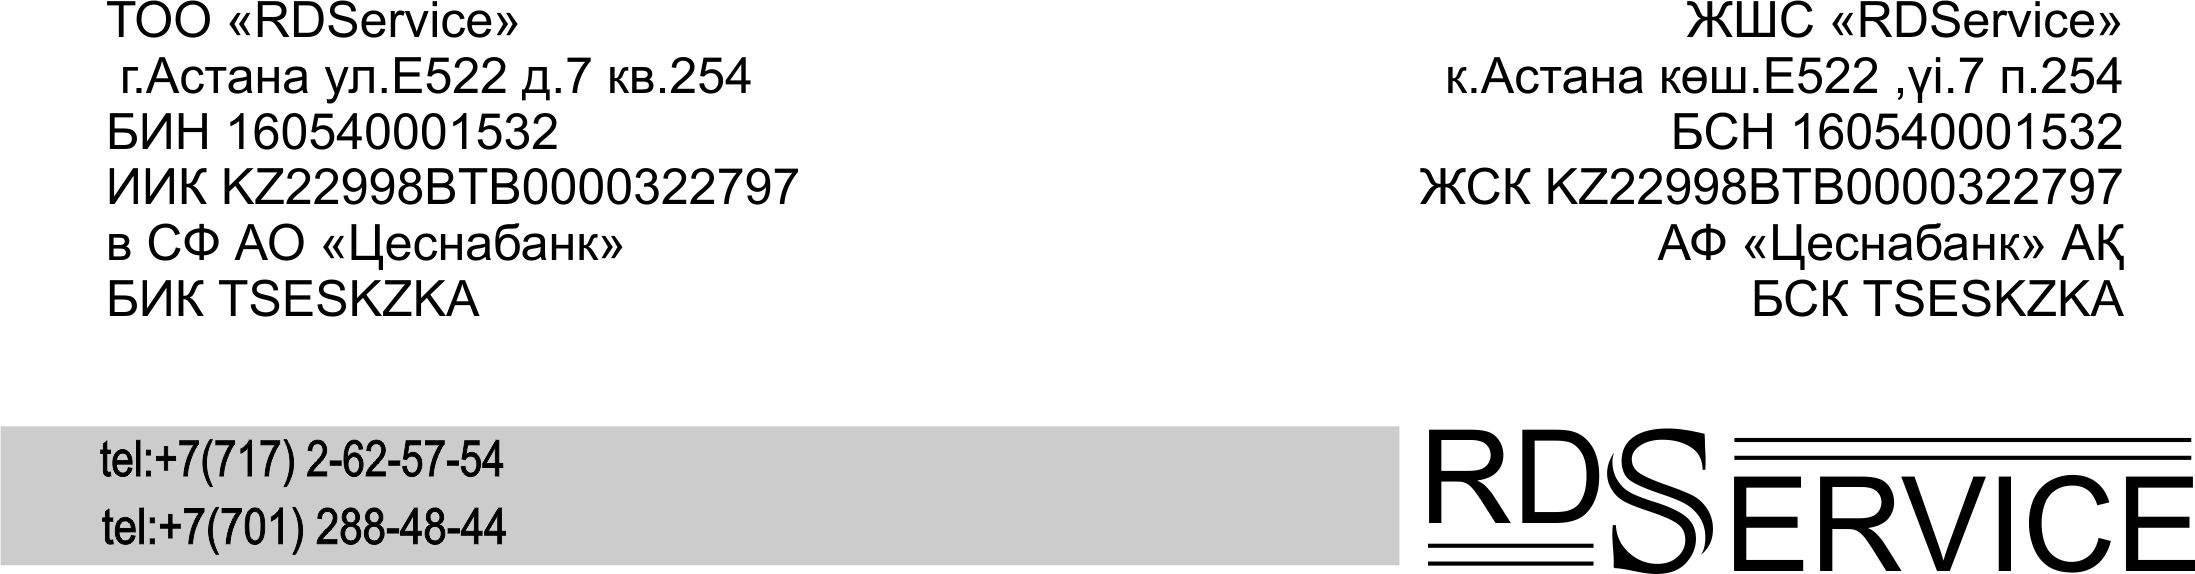 ТОО «RDService»
г.Астана ул.Е522 д.7 кв.254
БИН 160540001532
ИИК KZ22998BTB0000322797
в СФ АО «Цеснабанк»
БИК TSESKZKA
ЖШС «RDService»
к.Астана көш.Е522 ,үі.7 п.254
БСН 160540001532
ЖСК KZ22998BTB0000322797
АФ «Цеснабанк» АҚ
БСК TSESKZKA
tel:+7(717) 2-62-57-54
tel:+7(701) 288-48-44
RDSERVICE